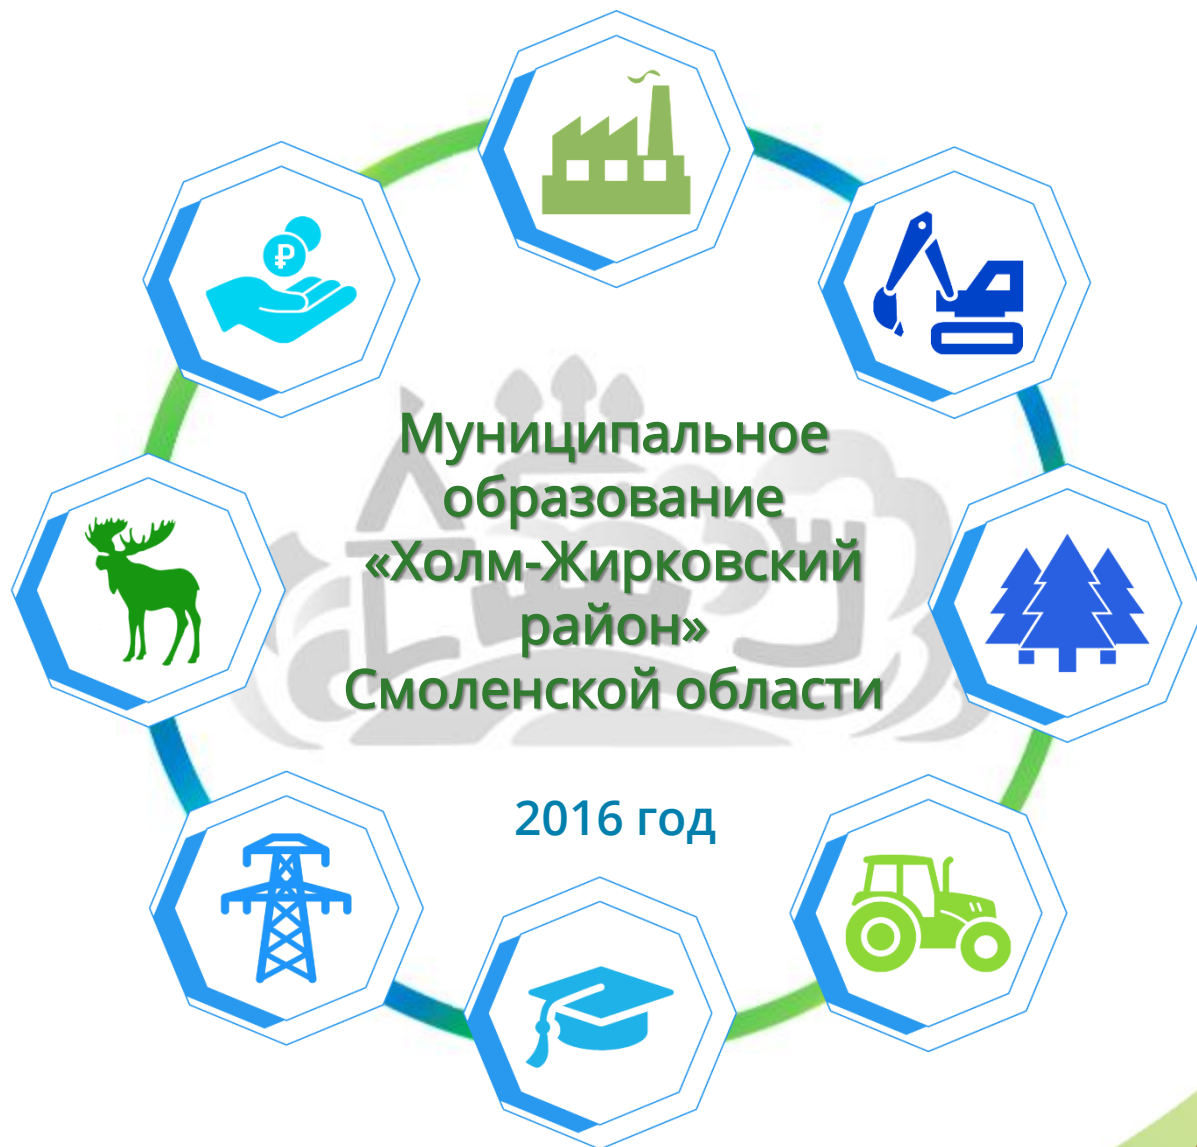 ₽
Муниципальное
образование
«Холм-Жирковский
район»
Смоленской области
2016 год